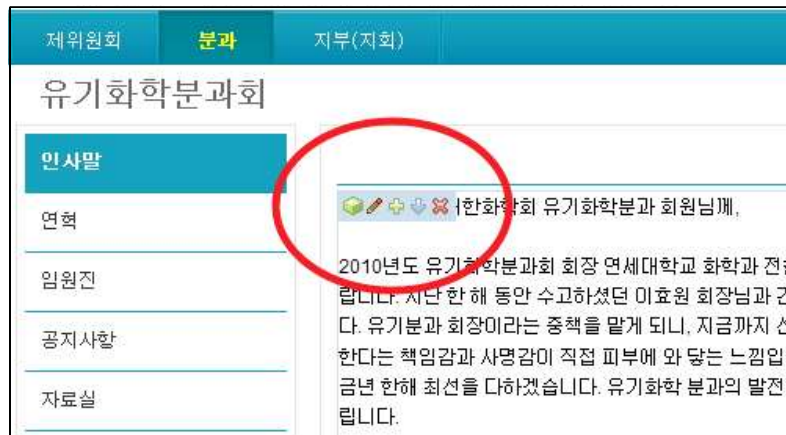 제위원회
분과
지부(지회)
유기화학분과회
인사말
연혁
임원진
공지사항
자료실
한화학회 유기화학분과 회원님께,
2010년도 유기화학분과회 회장 연세대학교 화학과 전
랍니다. 지난 한 해 동안 수고하셨던 이효원 회장님과
다. 유기분과 회장이라는 중책을 맡게 되니, 지금까지
한다는 책임감과 사명감이 직접 피부에 와 닿는 느낌입
금년 한해 최선을 다하겠습니다. 유기화학 분과의 발전
립니다.